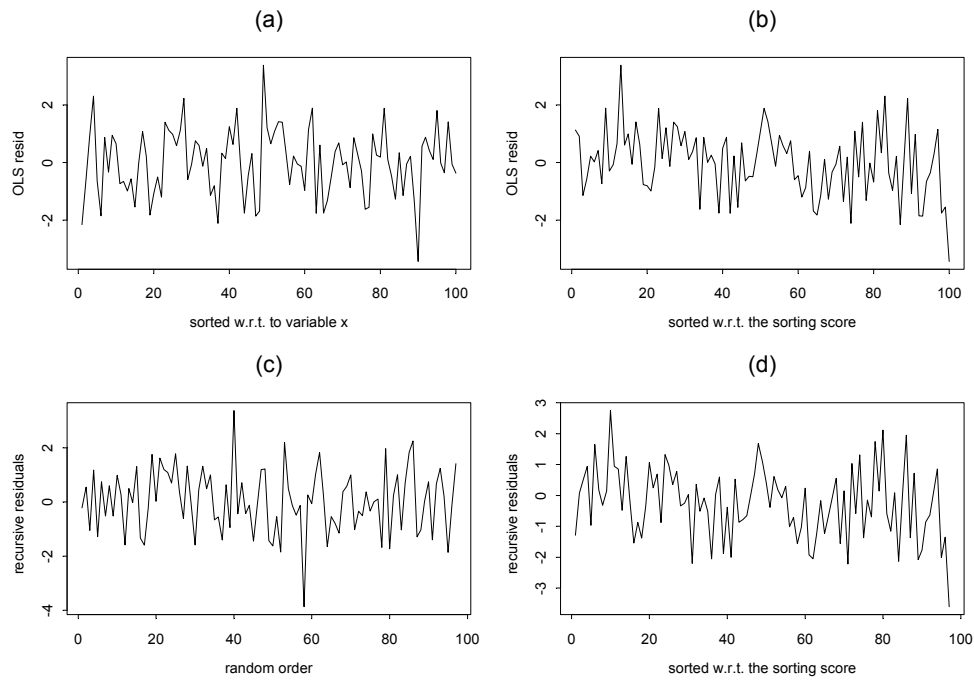 (a)
OLS resid
2
0
-2
0 20 40 60 80 100
sorted w.r.t. to variable x
(b)
OLS resid
2
0
-2
0 20 40 60 80 100
sorted w.r.t. the sorting score
(c)
recursive residuals
2
0
-2
-4
0 20 40 60 80 100
random order
(d)
recursive residuals
3
2
1
0
-1
-2
-3
0 20 40 60 80 100
sorted w.r.t. the sorting score